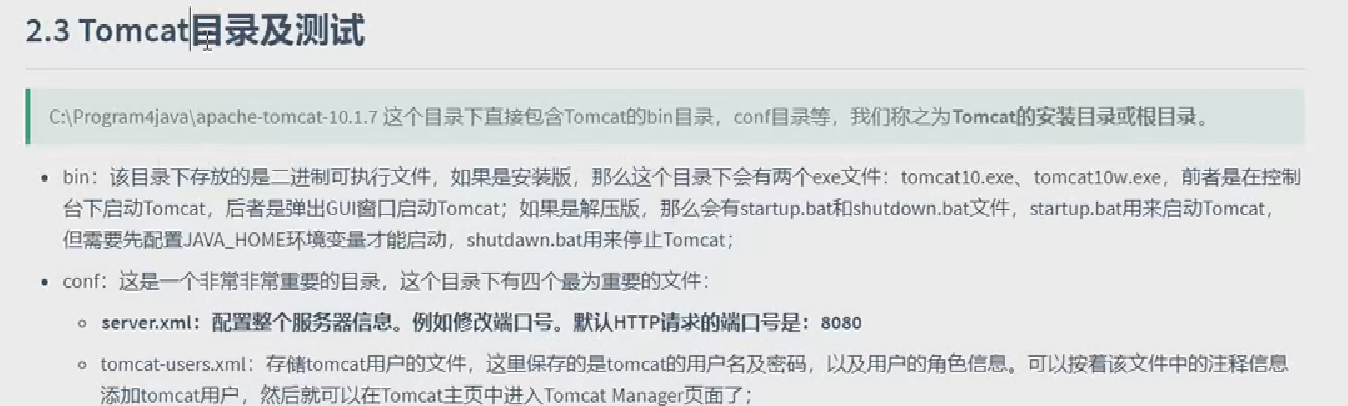 2.3 Tomcat目录及测试
C:\Program4java\apache-tomcat-10.1.7 这个目录下直接包含Tomcat的bin目录，conf目录等，我们称之为Tomcat的安装目录或根目录。
• bin：该目录下存放的是二进制可执行文件，如果是安装版，那么这个目录下会有两个exe文件：tomcat10.exe、tomcat10w.exe，前者是在控制
台下启动Tomcat，后者是弹出GUI窗口启动Tomcat；如果是解压版，那么会有startup.bat和shutdown.bat文件，startup.bat用来启动Tomcat，
但需要先配置JAVA_HOME环境变量才能启动，shutdawn.bat用来停止Tomcat；
• conf：这是一个非常非常重要的目录，这个目录下有四个最为重要的文件：
◦ server.xml：配置整个服务器信息。例如修改端口号。默认HTTP请求的端口号是：8080
◦ tomcat-users.xml：存储tomcat用户的文件，这里保存的是tomcat的用户名及密码，以及用户的角色信息。可以按着该文件中的注释信息
添加tomcat用户，然后就可以在Tomcat主页中进入Tomcat Manager页面了；